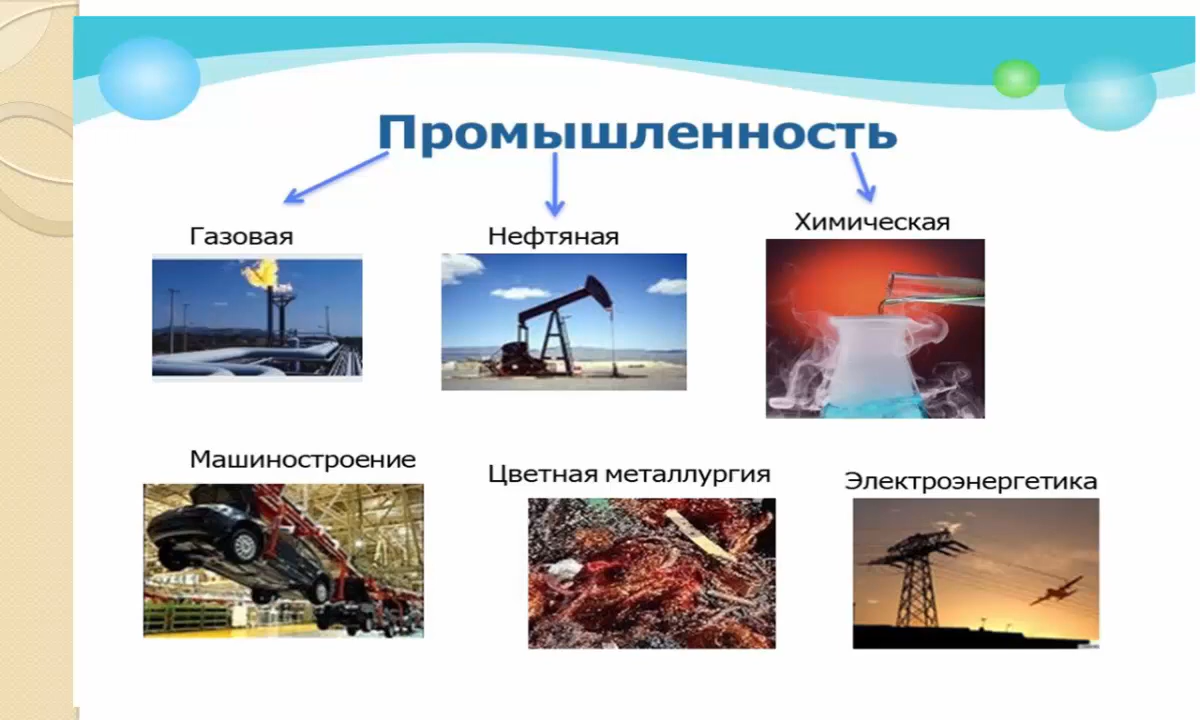 Промышленность
Газовая
Нефтяная
Химическая
Машиностроение
Цветная металлургия
Электроэнергетика